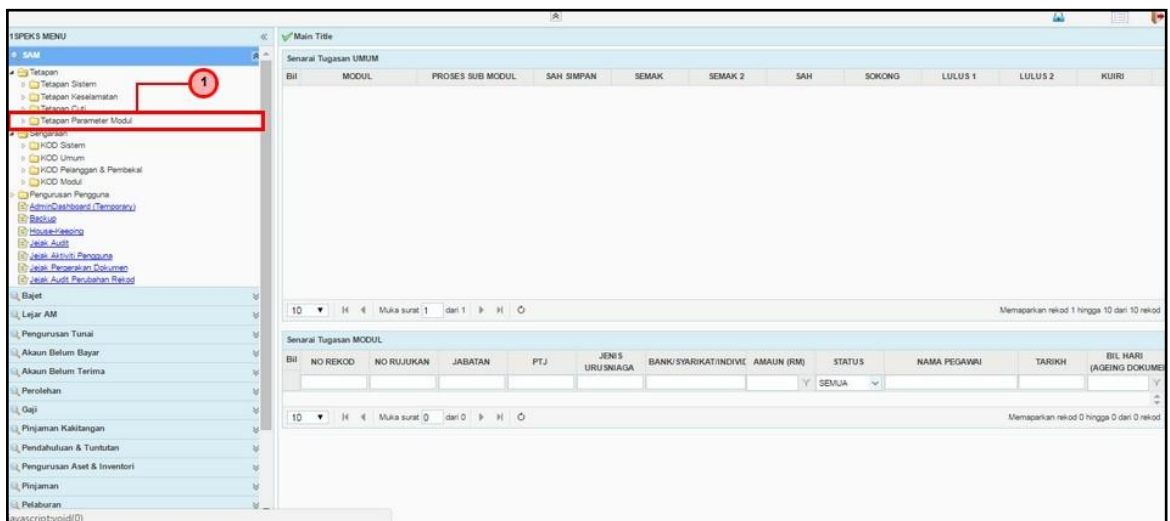 1SPEKS MENU
SAM
Tetapan
Tetapan Sistem
Tetapan Keselamatan
Tetapan Cuti
Tetapan Parameter Modul
1
Senggaraan
KOD Sistem
KOD Umum
KOD Pelanggan & Pembekal
KOD Modul
Pengurusan Pengguna
AdminDashboard (Temporary)
Backup
House-Keeping
Jejak Audit
Jejak Aktiviti Pengguna
Jejak Pergerakan Dokumen
Jejak Audit Perubahan Rekod
Bajet
Lejar AM
Pengurusan Tunai
Akaun Belum Bayar
Akaun Belum Terima
Perolehan
Gaji
Pinjaman Kakitangan
Pendahuluan & Tuntutan
Pengurusan Aset & Inventori
Pinjaman
Pelaburan
avascript:void(0)
Main Title
Senarai Tugasan UMUM
Bil MODUL PROSES SUB MODUL SAH SIMPAN SEMAK SEMAK 2 SAH SOKONG LULUS 1 LULUS 2 KUIRI
10 Muka surat 1 dari 1 Memaparkan rekod 1 hingga 10 dari 10 rekod
Senarai Tugasan MODUL
Bil NO REKOD NO RUJUKAN JABATAN PTJ JENIS URUSNIAGA BANK/SYARIKAT/INDIVID AMAUN (RM) STATUS NAMA PEGAWAI TARIKH BIL HARI (AGEING DOKUME
SEMUA
10 Muka surat 0 dari 0 Memaparkan rekod 0 hingga 0 dari 0 rekod